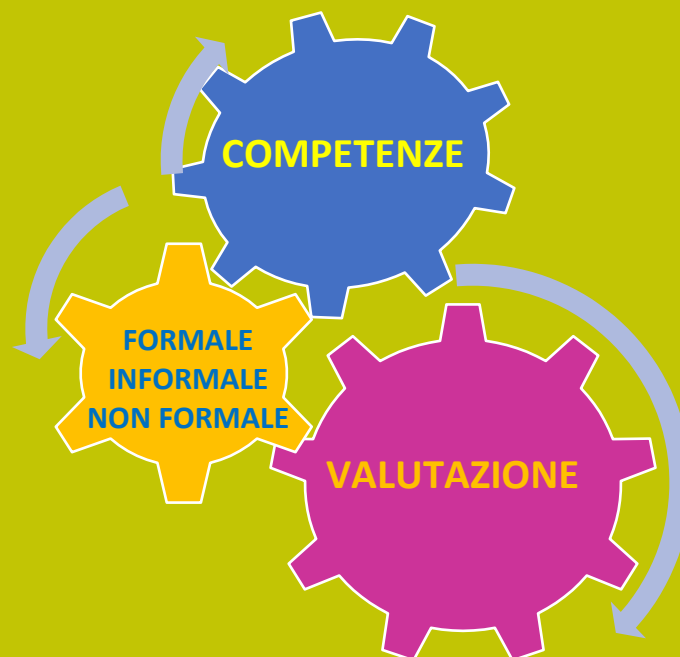 COMPETENZE
FORMALE
INFORMALE
NON FORMALE
VALUTAZIONE